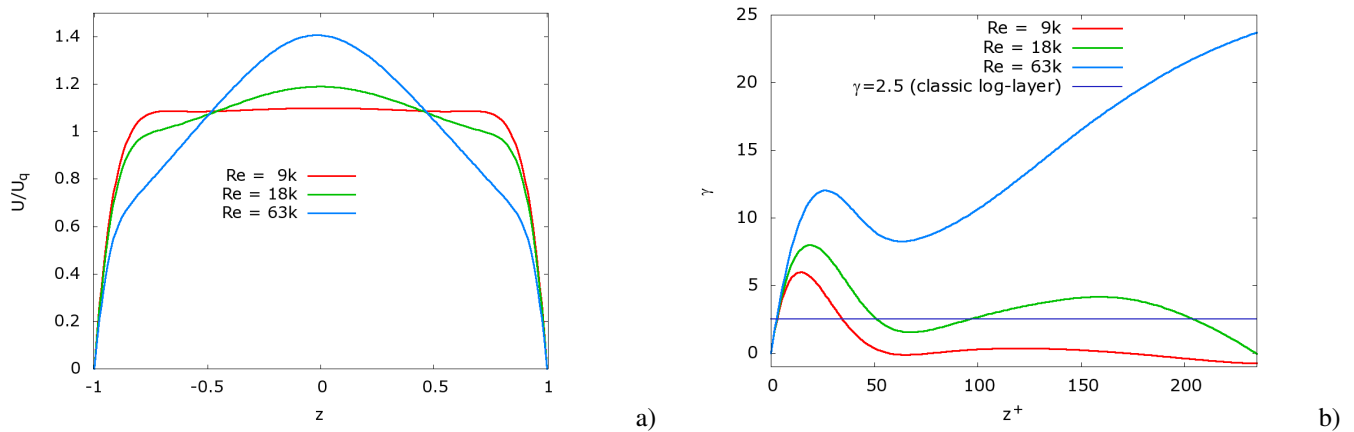 1.4
1.2
1
0.8
0.6
0.4
0.2
0
U/U_q
Re = 9k
Re = 18k
Re = 63k
-1
-0.5
0
0.5
1
z
a)
25
20
15
10
5
0
γ
Re = 9k
Re = 18k
Re = 63k
γ=2.5 (classic log-layer)
0
50
100
150
200
z⁺
b)